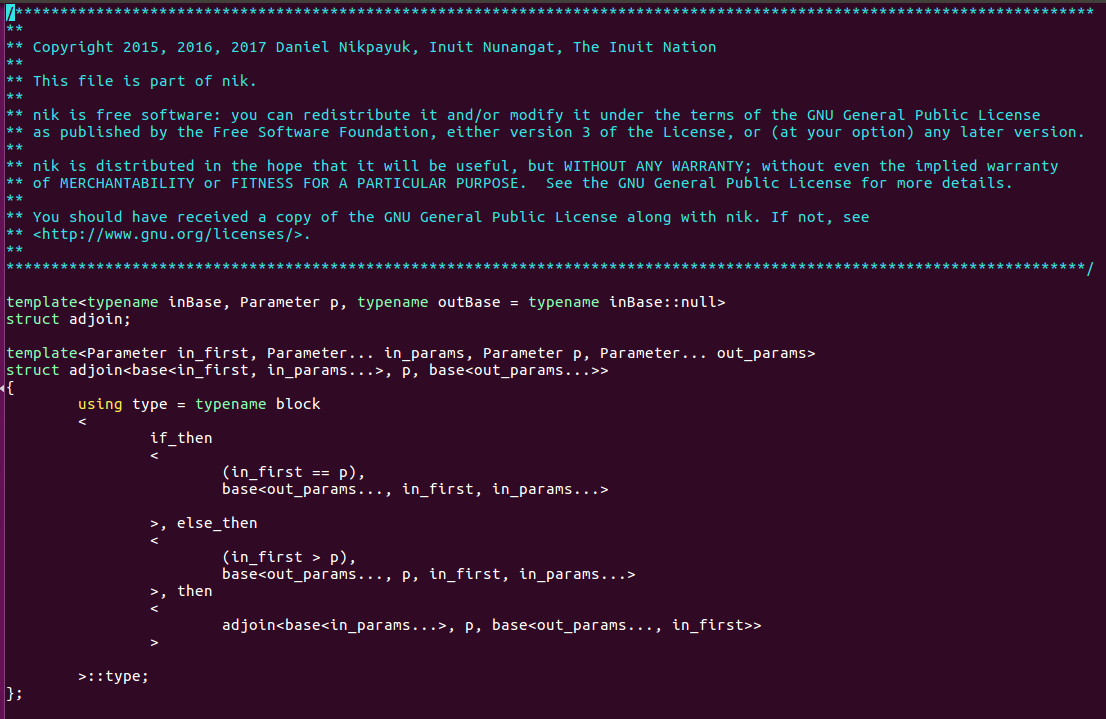 /************************************************************************************************************************
**
** Copyright 2015, 2016, 2017 Daniel Nikpayuk, Inuit Nunangat, The Inuit Nation
**
** This file is part of nik.
**
** nik is free software: you can redistribute it and/or modify it under the terms of the GNU General Public License
** as published by the Free Software Foundation, either version 3 of the License, or (at your option) any later version.
**
** nik is distributed in the hope that it will be useful, but WITHOUT ANY WARRANTY; without even the implied warranty
** of MERCHANTABILITY or FITNESS FOR A PARTICULAR PURPOSE.  See the GNU General Public License for more details.
**
** You should have received a copy of the GNU General Public License along with nik. If not, see
** <http://www.gnu.org/licenses/>.
**
************************************************************************************************************************/

template<typename inBase, Parameter p, typename outBase = typename inBase::null>
struct adjoin;

template<Parameter in_first, Parameter... in_params, Parameter p, Parameter... out_params>
struct adjoin<base<in_first, in_params...>, p, base<out_params...>>
{
        using type = typename block
        <
                if_then
                <
                        (in_first == p),
                        base<out_params..., in_first, in_params...>

                >, else_then
                <
                        (in_first > p),
                        base<out_params..., p, in_first, in_params...>
                >, then
                <
                        adjoin<base<in_params...>, p, base<out_params..., in_first>>
                >

        >::type;
};